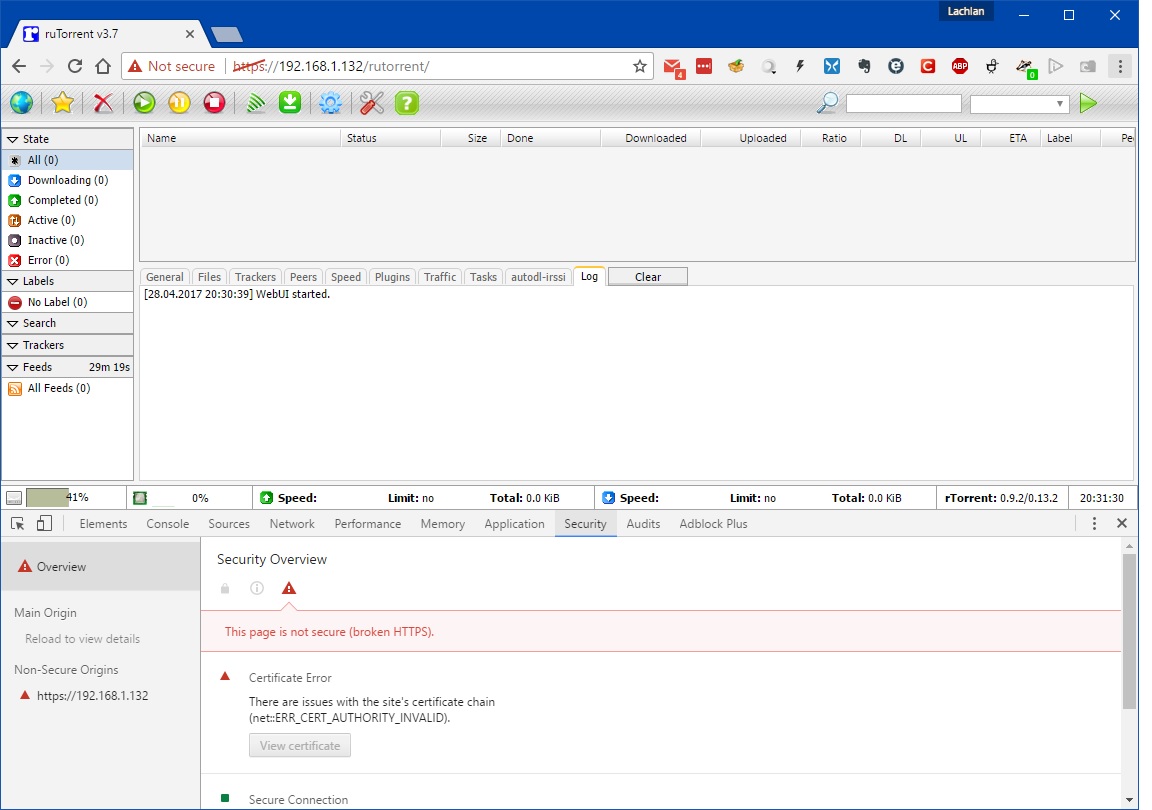 Lachlan
ruTorrent v3.7
Not secure https://192.168.1.132/rutorrent/
4
ABP
0
State
All (0)
Downloading (0)
Completed (0)
Active (0)
Inactive (0)
Error (0)
Labels
No Label (0)
Search
Trackers
Feeds 29m 19s
All Feeds (0)
Name Status Size Done Downloaded Uploaded Ratio DL UL ETA Label Pe
General Files Trackers Peers Speed Plugins Traffic Tasks autodl-irssi Log Clear
[28.04.2017 20:30:39] WebUI started.
41% 0% Speed: Limit: no Total: 0.0 KiB Speed: Limit: no Total: 0.0 KiB rTorrent: 0.9.2/0.13.2 20:31:30
Elements Console Sources Network Performance Memory Application Security Audits Adblock Plus
Overview
Main Origin
Reload to view details
Non-Secure Origins
https://192.168.1.132
Security Overview
This page is not secure (broken HTTPS).
Certificate Error
There are issues with the site's certificate chain
(net::ERR_CERT_AUTHORITY_INVALID).
View certificate
Secure Connection